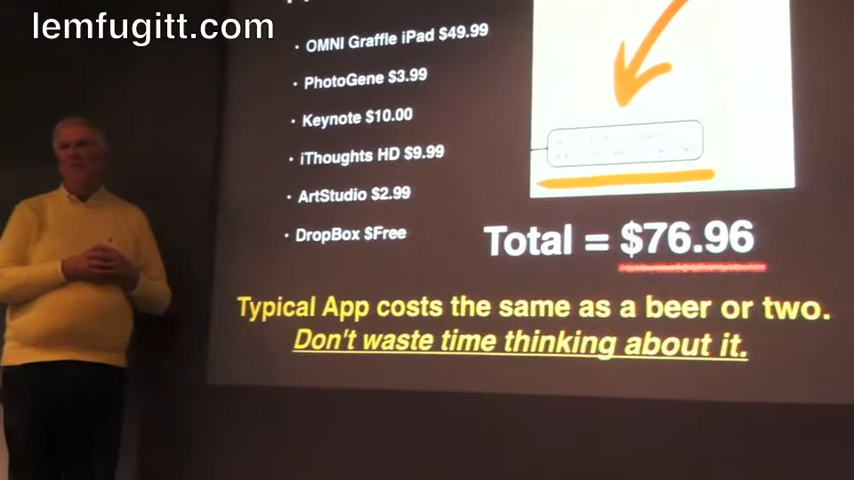 lemfugitt.com
• OMNI Graffle iPad $49.99
• PhotoGene $3.99
• Keynote $10.00
• iThoughts HD $9.99
• ArtStudio $2.99
• DropBox $Free
Total = $76.96
Typical App costs the same as a beer or two.
Don't waste time thinking about it.